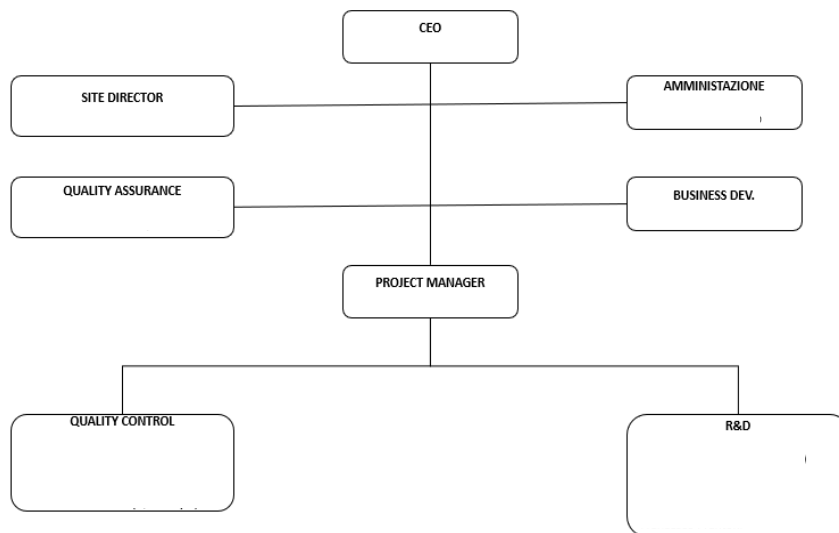 CEO
SITE DIRECTOR
AMMINISTAZIONE
QUALITY ASSURANCE
BUSINESS DEV.
PROJECT MANAGER
QUALITY CONTROL
R&D